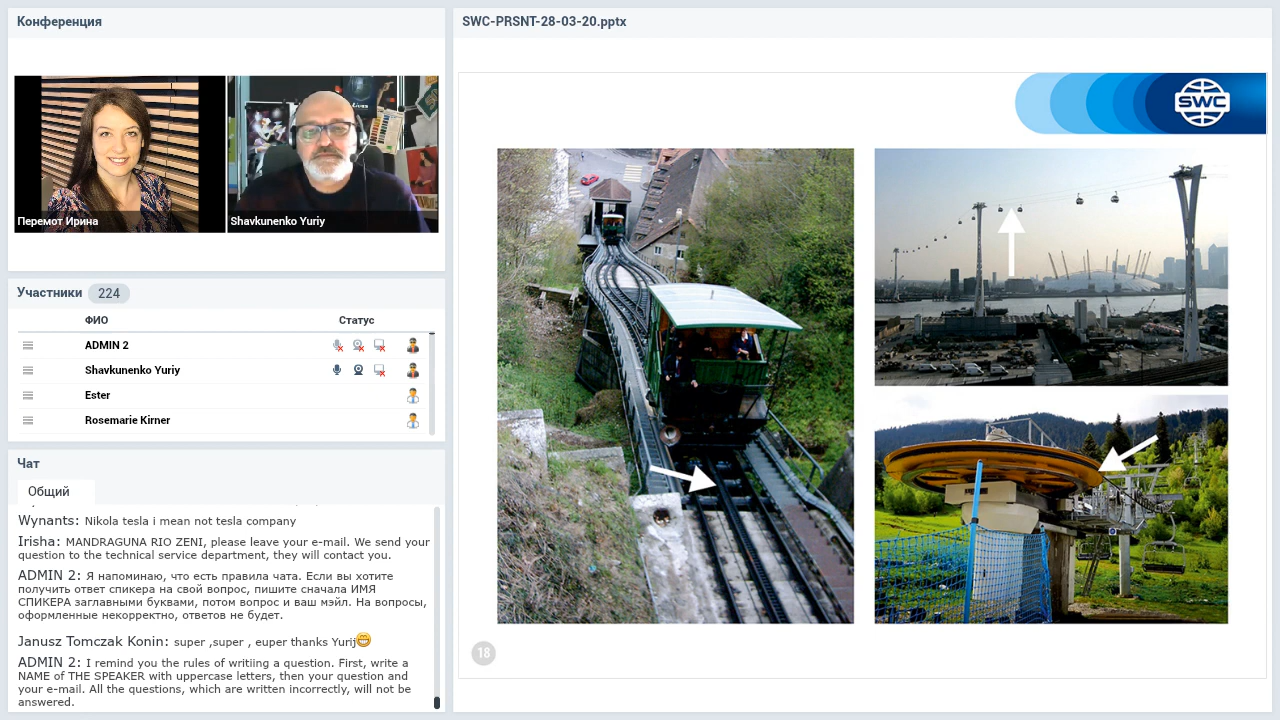 Конференция
Перемот Ирина
Shavkunenko Yuriy
Участники 224
ФИО Статус
ADMIN 2
Shavkunenko Yuriy
Ester
Rosemarie Kirner
Чат
Общий
Wynants: Nikola tesla i mean not tesla company
Irisha: MANDRAGUNA RIO ZENI, please leave your e-mail. We send your
question to the technical service department, they will contact you.
ADMIN 2: Я напоминаю, что есть правила чата. Если вы хотите
получить ответ спикера на свой вопрос, пишите сначала ИМЯ
СПИКЕРА заглавными буквами, потом вопрос и ваш мэйл. На вопросы,
оформленные некорректно, ответов не будет.
Janusz Tomczak Konin: super ,super , euper thanks Yurij
ADMIN 2: I remind you the rules of writiing a question. First, write a
NAME of THE SPEAKER with uppercase letters, then your question and
your e-mail. All the questions, which are written incorrectly, will not be
answered.
SWC-PRSNT-28-03-20.pptx
SWC
18